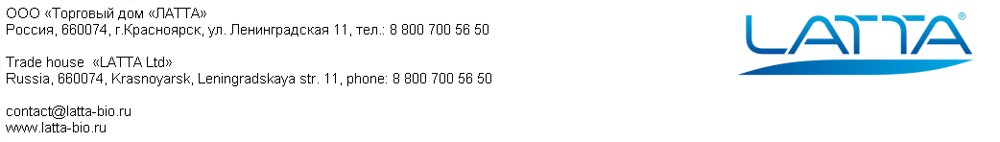 ООО «Торговый дом «ЛАТТА»
Россия, 660074, г.Красноярск, ул. Ленинградская 11, тел.: 8 800 700 56 50
Trade house «LATTA Ltd»
Russia, 660074, Krasnoyarsk, Leningradskaya str. 11, phone: 8 800 700 56 50
contact@latta-bio.ru
www.latta-bio.ru
LATTA®